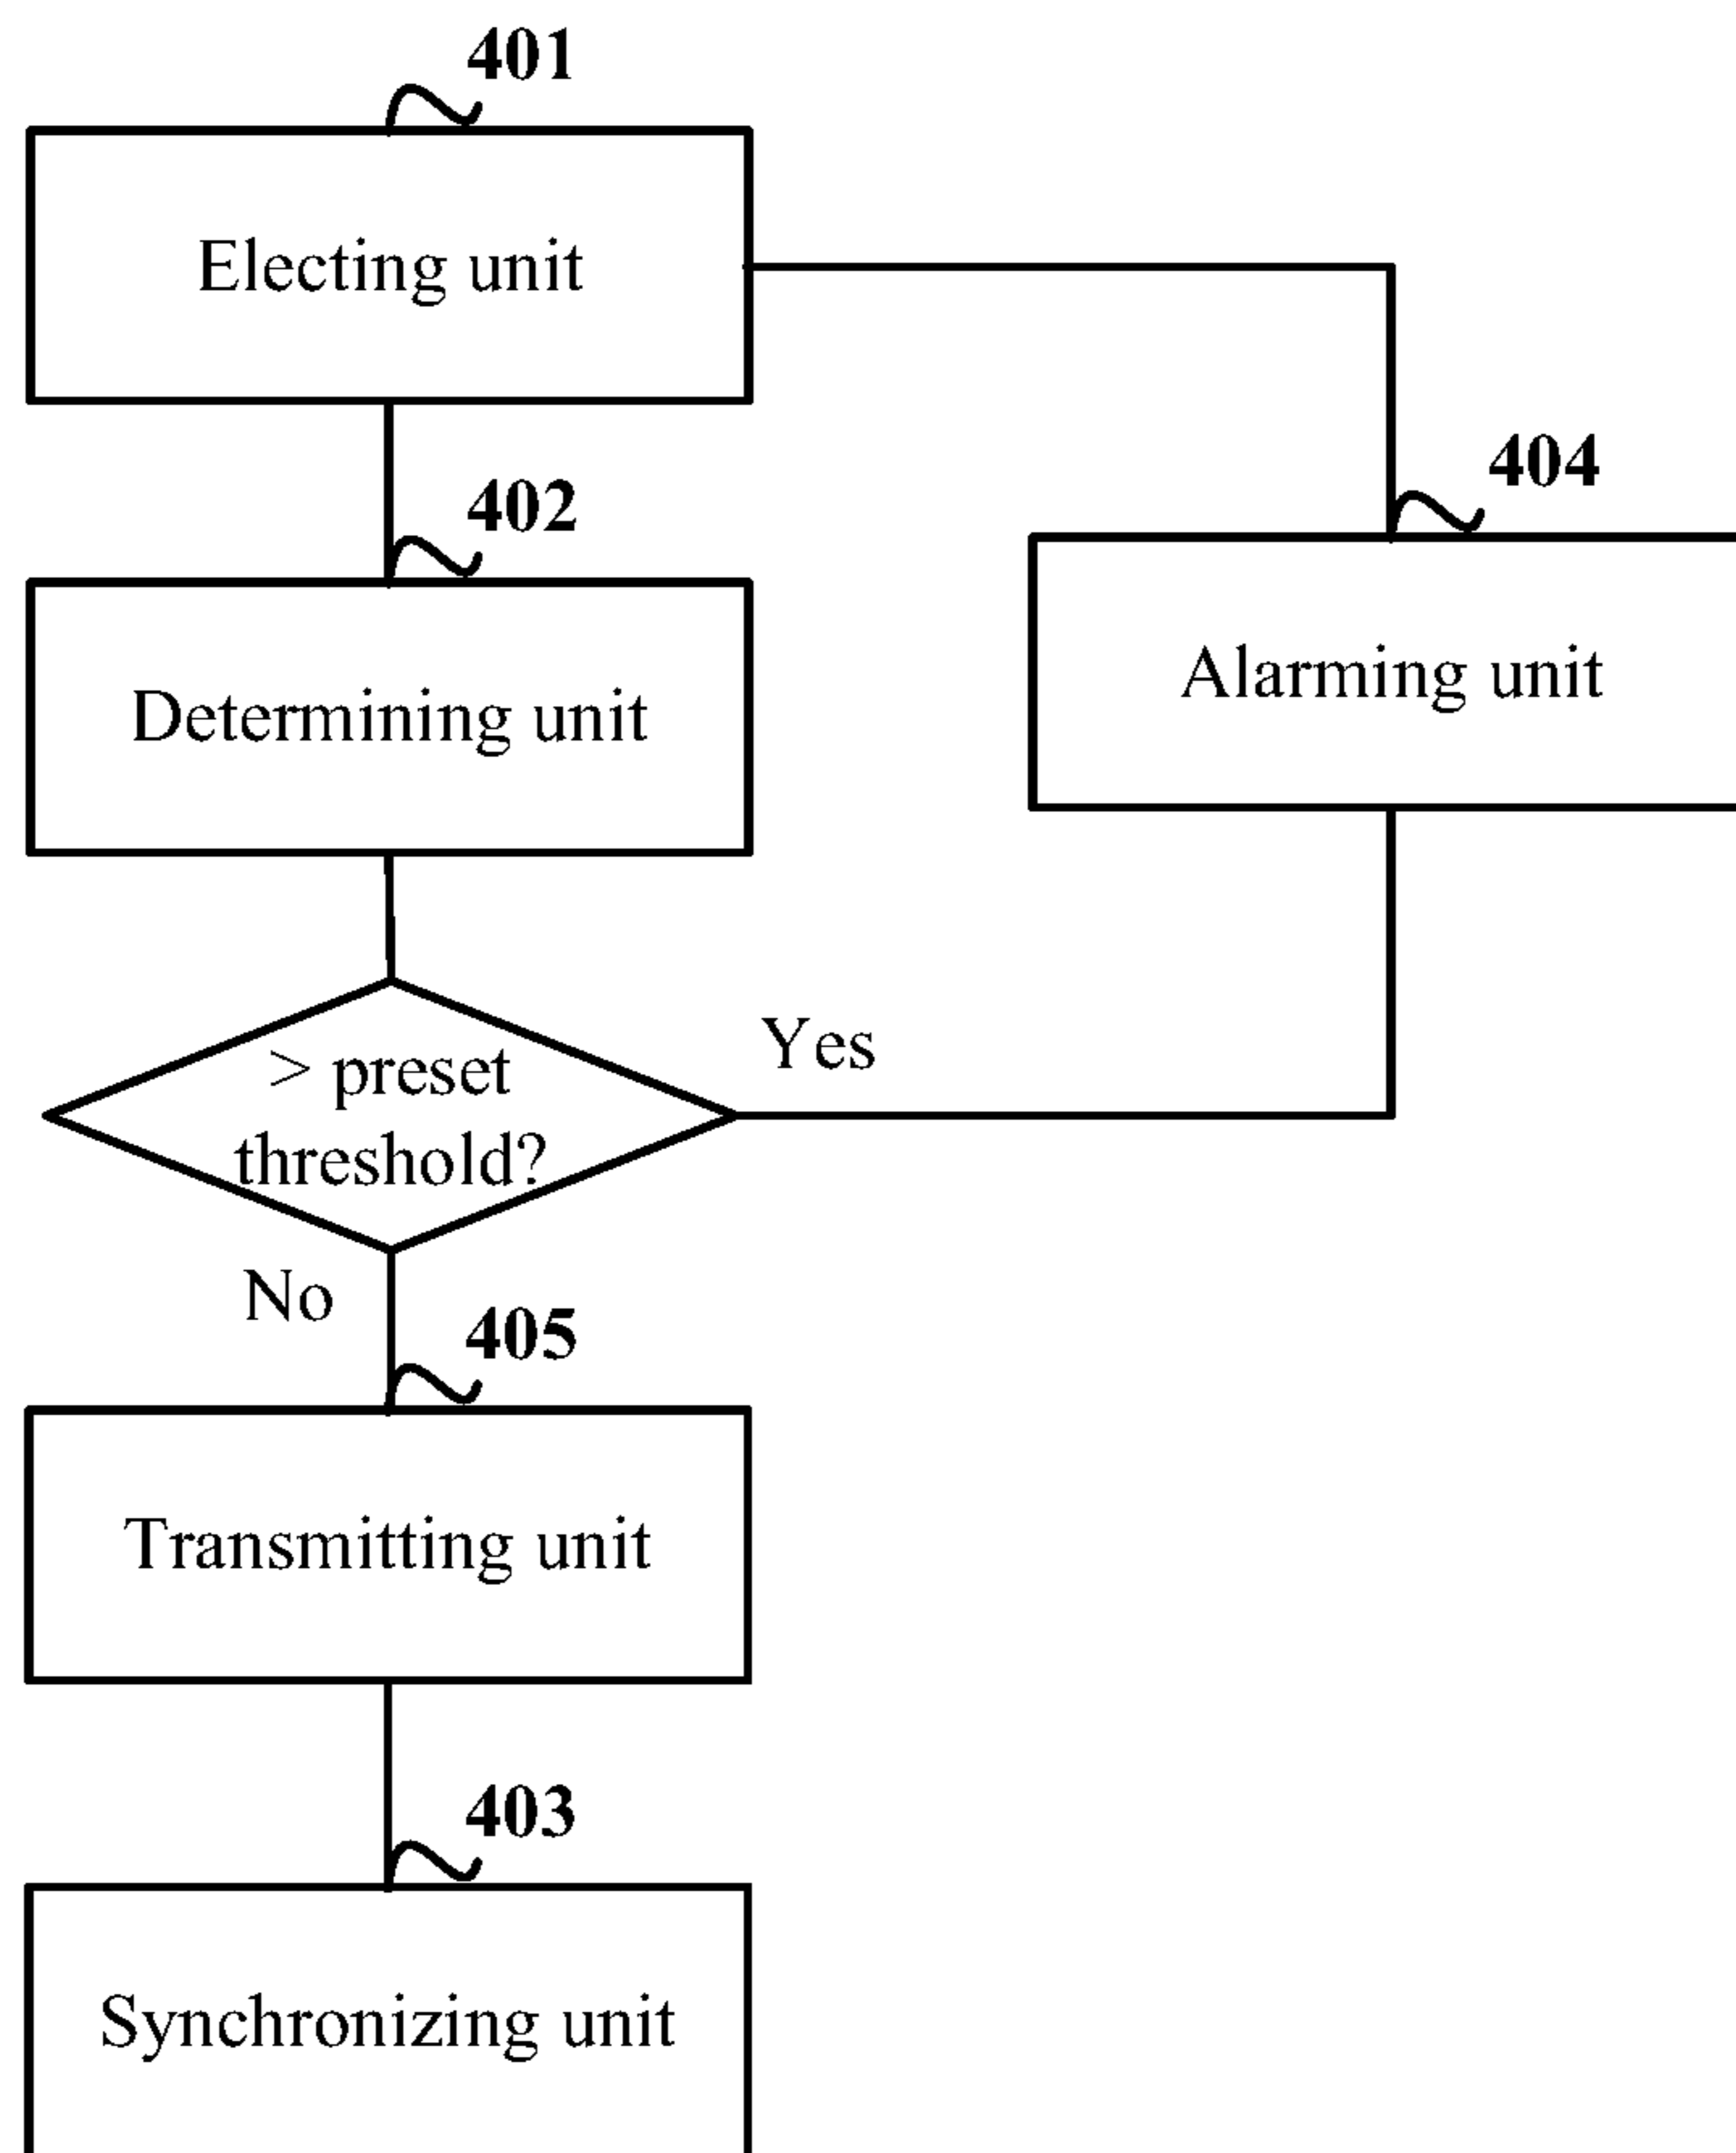 401
Electing unit
402
404
Determining unit
Alarming unit
> preset
threshold?
Yes
No
405
Transmitting unit
403
Synchronizing unit